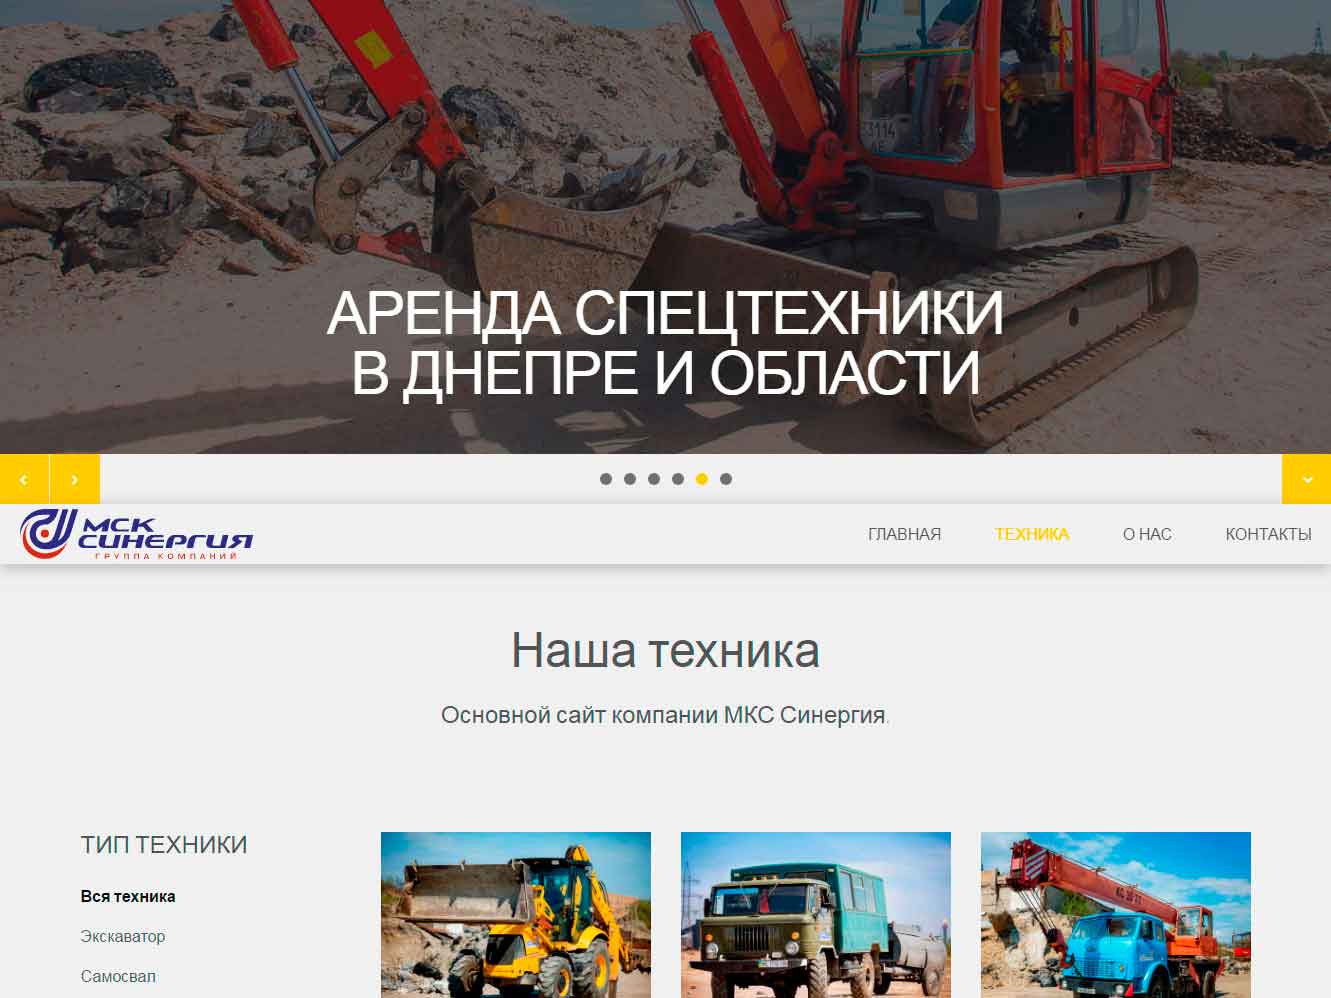 3114
АРЕНДА СПЕЦТЕХНИКИ
В ДНЕПРЕ И ОБЛАСТИ
МСК
СИНЕРГИЯ
ГРУППА КОМПАНИЙ
ГЛАВНАЯ ТЕХНИКА О НАС КОНТАКТЫ
Наша техника
Основной сайт компании МКС Синергия.
ТИП ТЕХНИКИ
Вся техника
Экскаватор
Самосвал